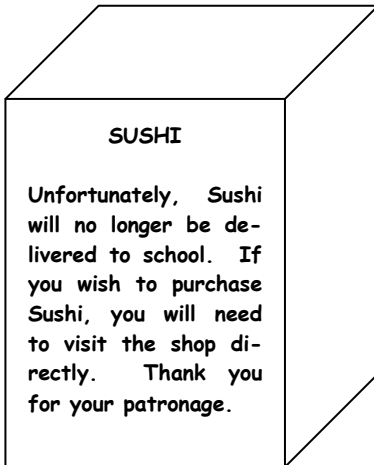 SUSHI
Unfortunately, Sushi
will no longer be de-
livered to school. If
you wish to purchase
Sushi, you will need
to visit the shop di-
rectly. Thank you
for your patronage.